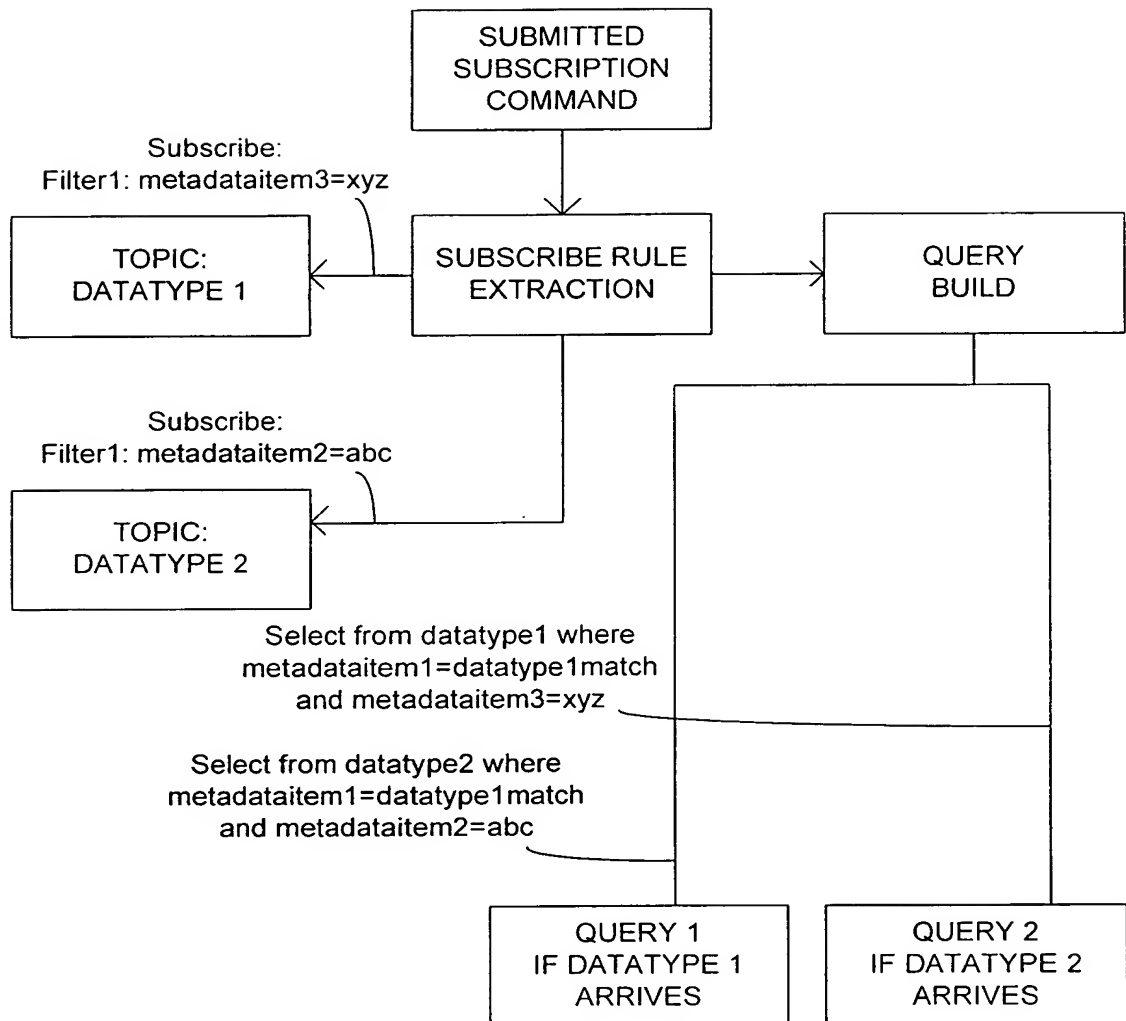 SUBMITTED
SUBSCRIPTION
COMMAND
Subscribe:
Filter1: metadataitem3=xyz
TOPIC:
DATATYPE 1
SUBSCRIBE RULE
EXTRACTION
QUERY
BUILD
Subscribe:
Filter1: metadataitem2=abc
TOPIC:
DATATYPE 2
Select from datatype1 where
metadataitem1=datatype1match
and metadataitem3=xyz
Select from datatype2 where
metadataitem1=datatype1match
and metadataitem2=abc
QUERY 1
IF DATATYPE 1
ARRIVES
QUERY 2
IF DATATYPE 2
ARRIVES